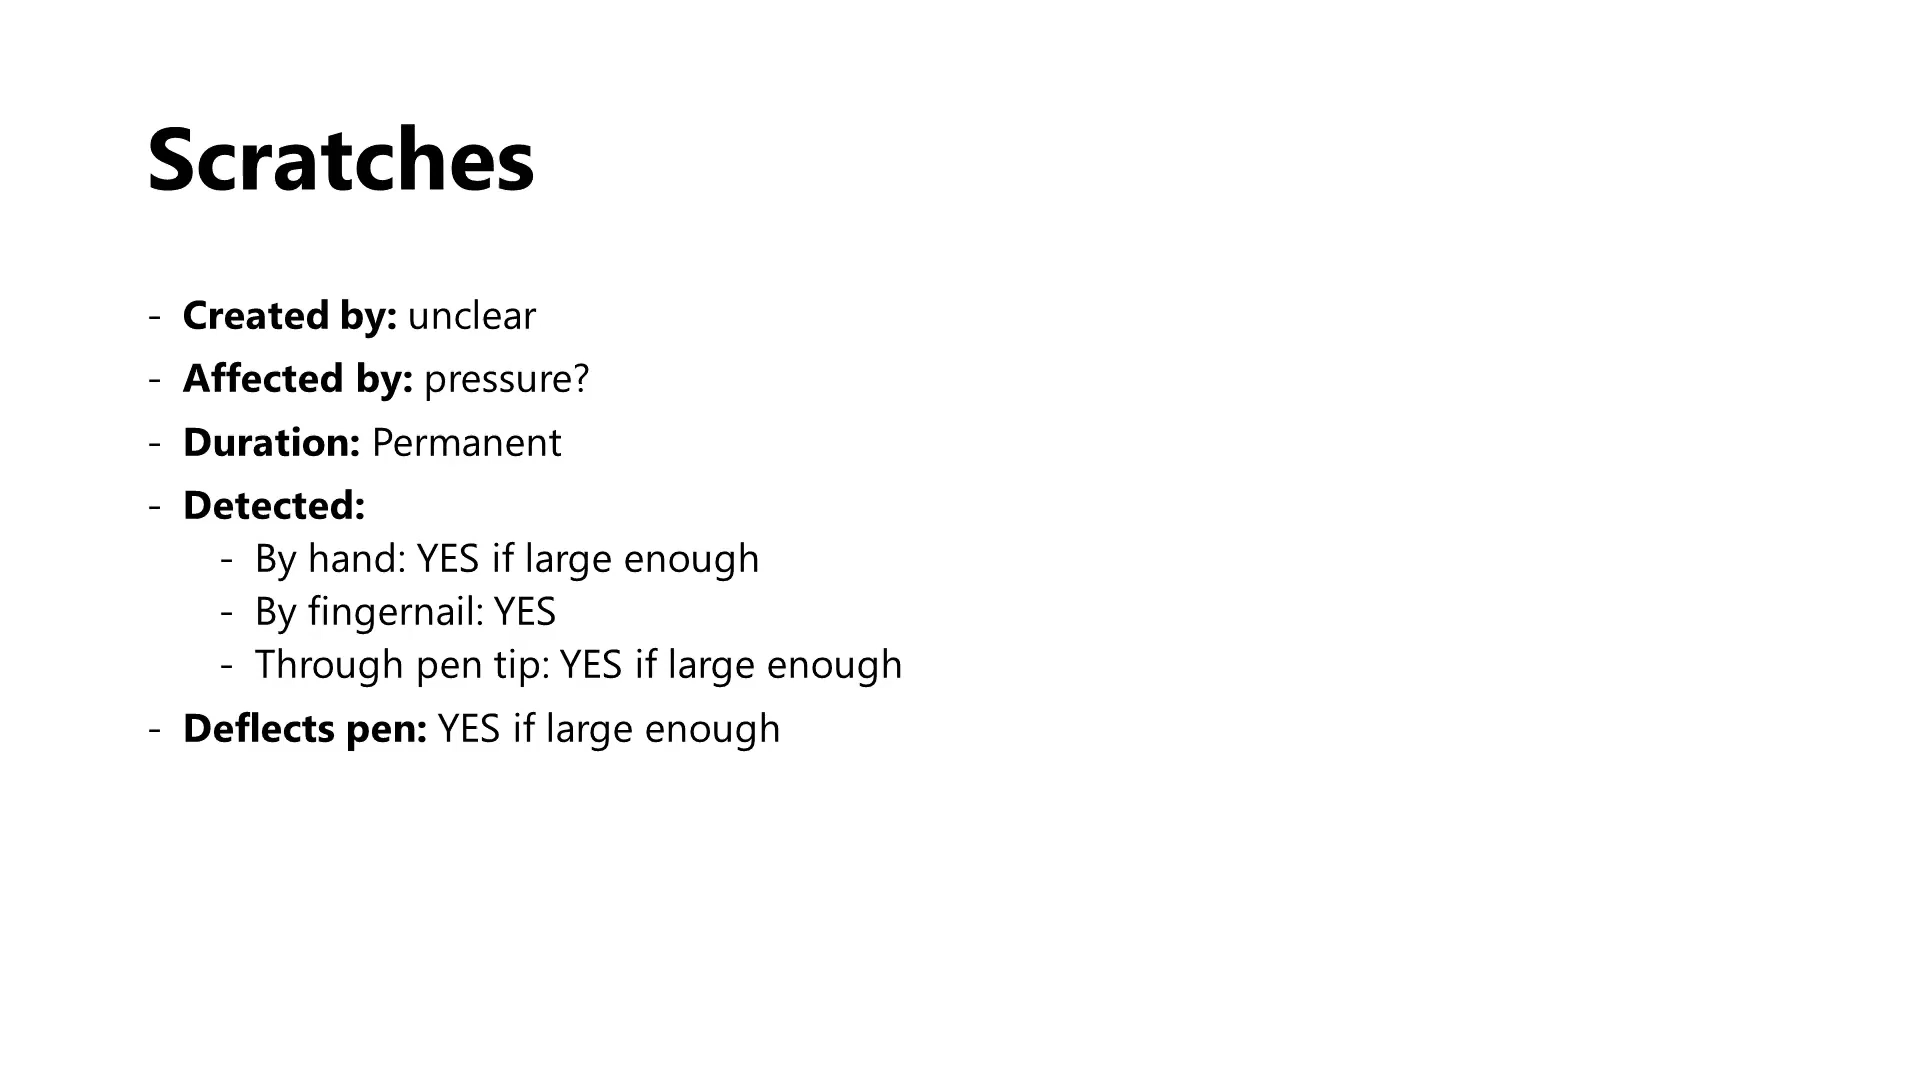 Scratches
- Created by: unclear
- Affected by: pressure?
- Duration: Permanent
- Detected:
- By hand: YES if large enough
- By fingernail: YES
- Through pen tip: YES if large enough
- Deflects pen: YES if large enough